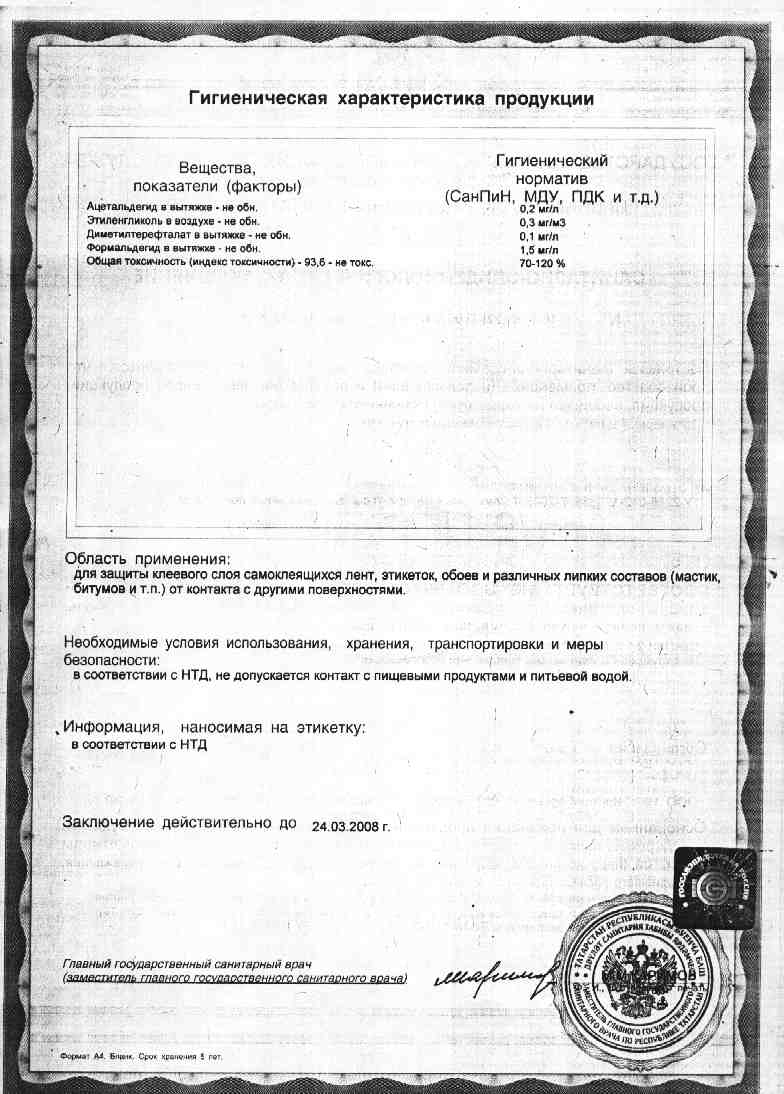 Гигиеническая характеристика продукции
Вещества,
показатели (факторы)
Гигиенический
норматив
(СанПиН, МДУ, ПДК и т.д.)
Ацетальдегид в вытяжке - не обн.
0,2 мг/л
Этиленгликоль в воздухе - не обн.
0,3 мг/м3
Диметилтерефталат в вытяжке - не обн.
0,1 мг/л
Формальдегид в вытяжке - не обн.
1,5 мг/л
Общая токсичность (индекс токсичности) - 93,6 - не токс.
70-120 %
Область применения:
для защиты клеевого слоя самоклеящихся лент, этикеток, обоев и различных липких составов (мастик,
битумов и т.п.) от контакта с другими поверхностями.
Необходимые условия использования, хранения, транспортировки и меры
безопасности:
в соответствии с НТД, не допускается контакт с пищевыми продуктами и питьевой водой.
Информация, наносимая на этикетку:
в соответствии с НТД
Заключение действительно до 24.03.2008 г.
Главный государственный санитарный врач
(заместитель главного государственного санитарного врача)
ТАТАРСТАН РЕСПУБЛИКАСЫ БУЕНЧА БАШ
ДӘҮЛӘТ САНИТАРИЯ ТАБИБЫ
ЗАМЕСТИТЕЛЬ ГЛАВНОГО ГОСУДАРСТВЕННОГО
САНИТАРНОГО ВРАЧА ПО РЕСПУБЛИКЕ ТАТАРСТАН
Формат А4. Бланк. Срок хранения 5 лет.